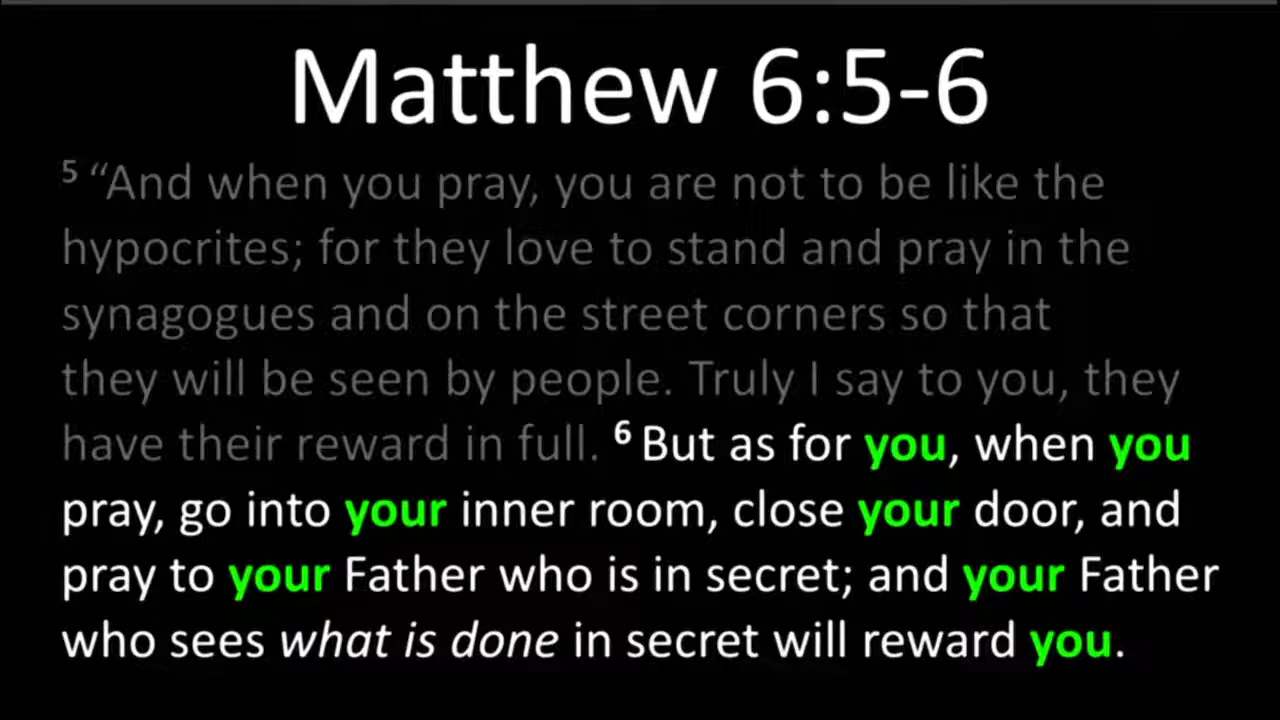 Matthew 6:5-6
5 “And when you pray, you are not to be like the
hypocrites; for they love to stand and pray in the
synagogues and on the street corners so that
they will be seen by people. Truly I say to you, they
have their reward in full. 6 But as for you, when you
pray, go into your inner room, close your door, and
pray to your Father who is in secret; and your Father
who sees what is done in secret will reward you.